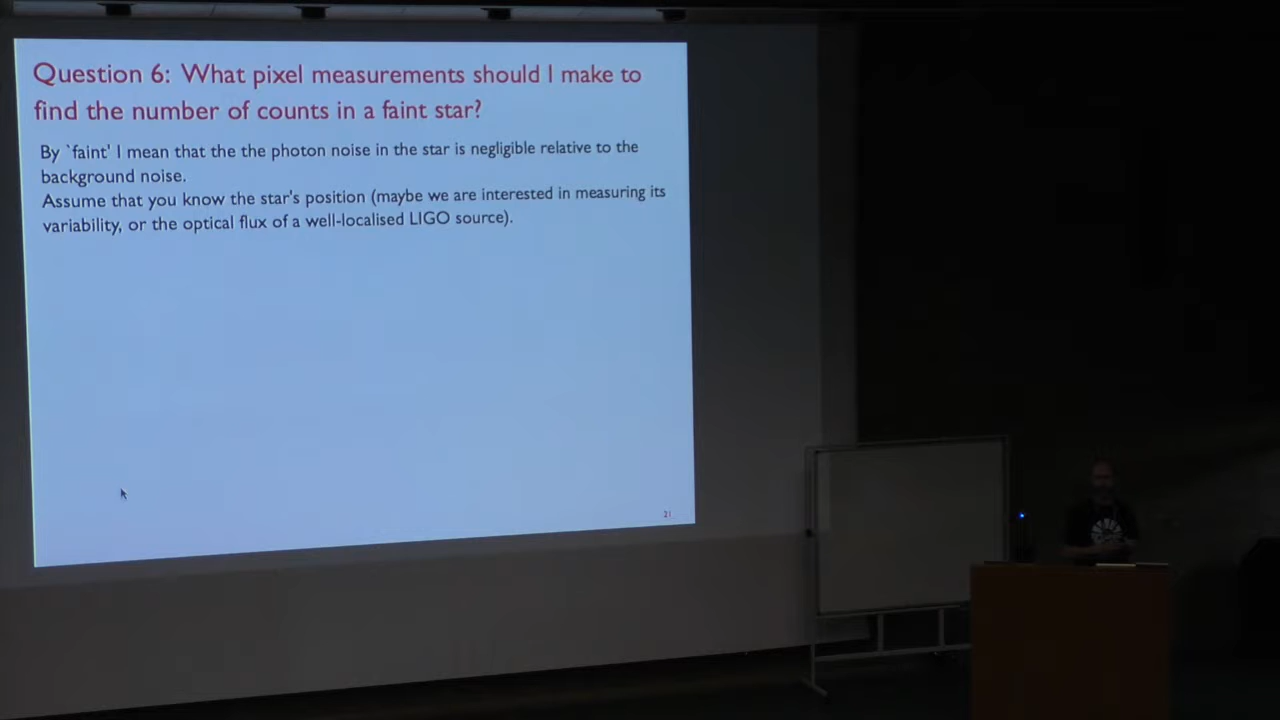 Question 6: What pixel measurements should I make to
find the number of counts in a faint star?
By `faint' I mean that the the photon noise in the star is negligible relative to the
background noise.
Assume that you know the star's position (maybe we are interested in measuring its
variability, or the optical flux of a well-localised LIGO source).
21